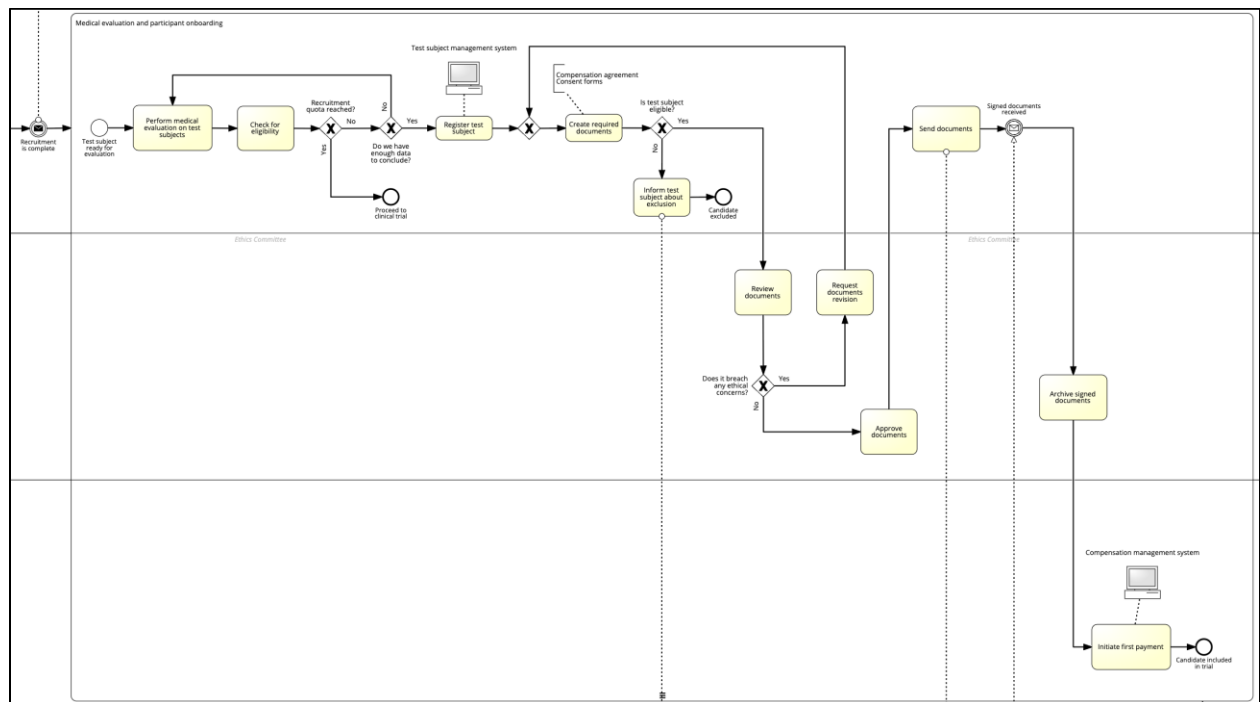 Medical evaluation and participant onboarding
Recruitment
is complete
Test subject
ready for
evaluation
Perform medical
evaluation on test
subjects
Check for
eligibility
Recruitment
quota reached?
No
Yes
Proceed to
clinical trial
No
Yes
Do we have
enough data
to conclude?
Test subject management system
Register test
subject
Compensation agreement
Consent forms
Create required
documents
Is test subject
eligible?
Yes
No
Inform test
subject about
exclusion
Candidate
excluded
Send documents
Signed documents
received
Ethics Committee
Ethics Committee
Review
documents
Request
documents
revision
Does it breach
any ethical
concerns?
Yes
No
Approve
documents
Archive signed
documents
Compensation management system
Initiate first payment
Candidate included
in trial